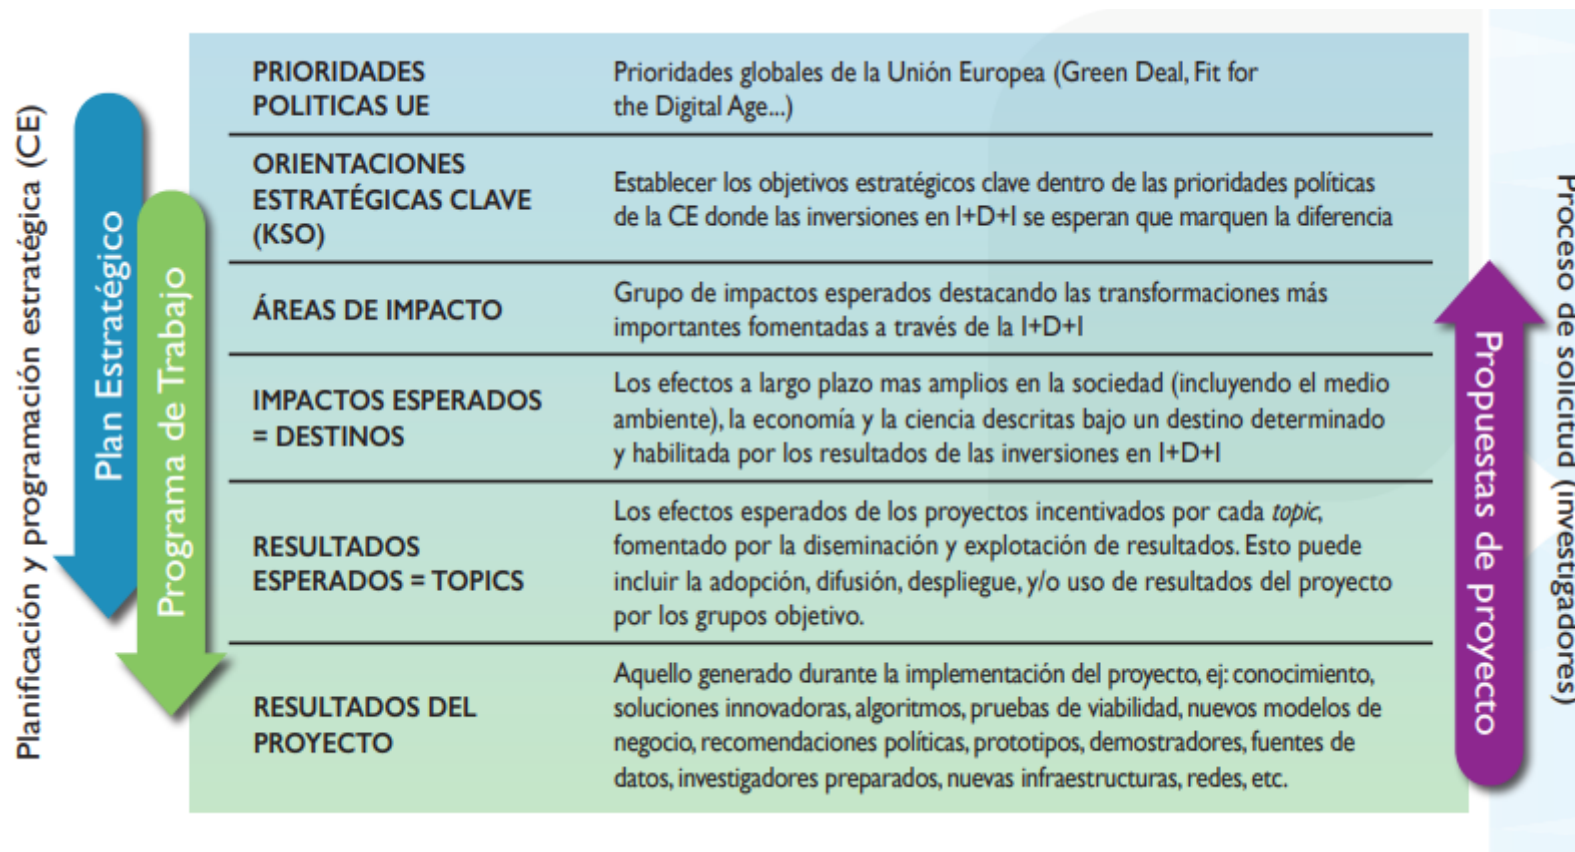 Planificación y programación estratégica (CE)
Plan Estratégico
Programa de Trabajo
PRIORIDADES
POLITICAS UE
Prioridades globales de la Unión Europea (Green Deal, Fit for
the Digital Age...)
ORIENTACIONES
ESTRATÉGICAS CLAVE
(KSO)
Establecer los objetivos estratégicos clave dentro de las prioridades políticas
de la CE donde las inversiones en I+D+I se esperan que marquen la diferencia
ÁREAS DE IMPACTO
Grupo de impactos esperados destacando las transformaciones más
importantes fomentadas a través de la I+D+I
IMPACTOS ESPERADOS
= DESTINOS
Los efectos a largo plazo mas amplios en la sociedad (incluyendo el medio
ambiente), la economía y la ciencia descritas bajo un destino determinado
y habilitada por los resultados de las inversiones en I+D+I
RESULTADOS
ESPERADOS = TOPICS
Los efectos esperados de los proyectos incentivados por cada topic,
fomentado por la diseminación y explotación de resultados. Esto puede
incluir la adopción, difusión, despliegue, y/o uso de resultados del proyecto
por los grupos objetivo.
RESULTADOS DEL
PROYECTO
Aquello generado durante la implementación del proyecto, ej: conocimiento,
soluciones innovadoras, algoritmos, pruebas de viabilidad, nuevos modelos de
negocio, recomendaciones políticas, prototipos, demostradores, fuentes de
datos, investigadores preparados, nuevas infraestructuras, redes, etc.
Propuestas de proyecto
Proceso de solicitud (investigadores)